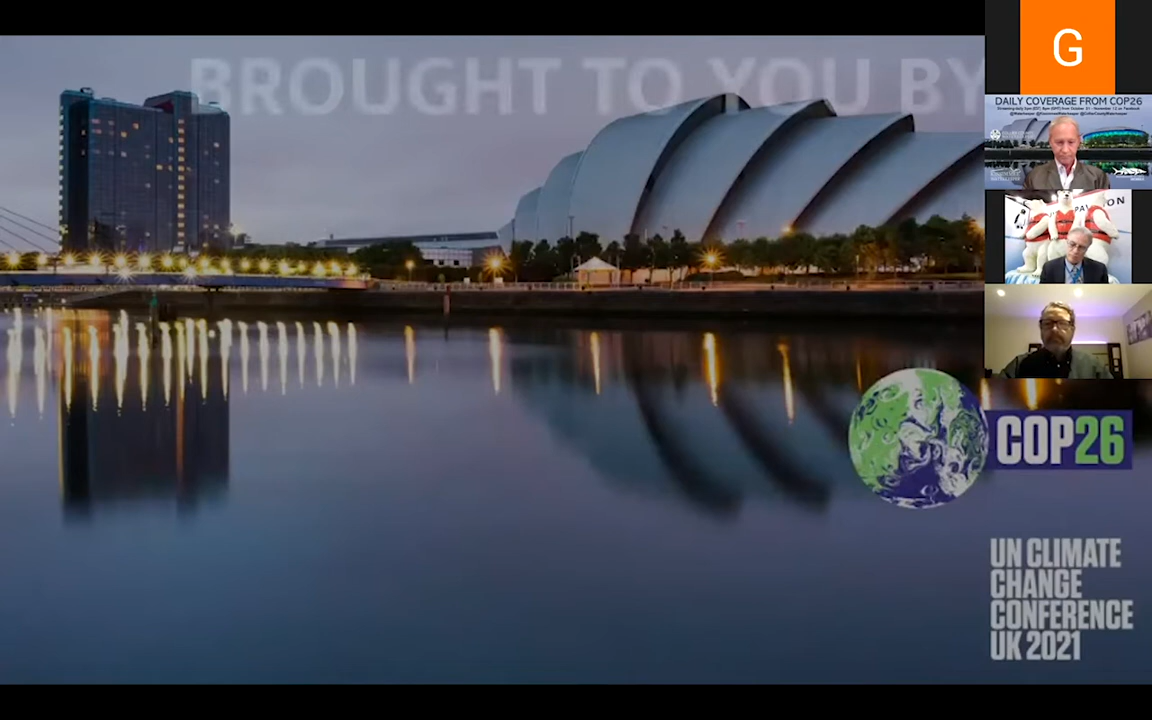 BROUGHT TO YOU BY
G
DAILY COVERAGE FROM COP26
COP26
UN CLIMATE
CHANGE
CONFERENCE
UK 2021